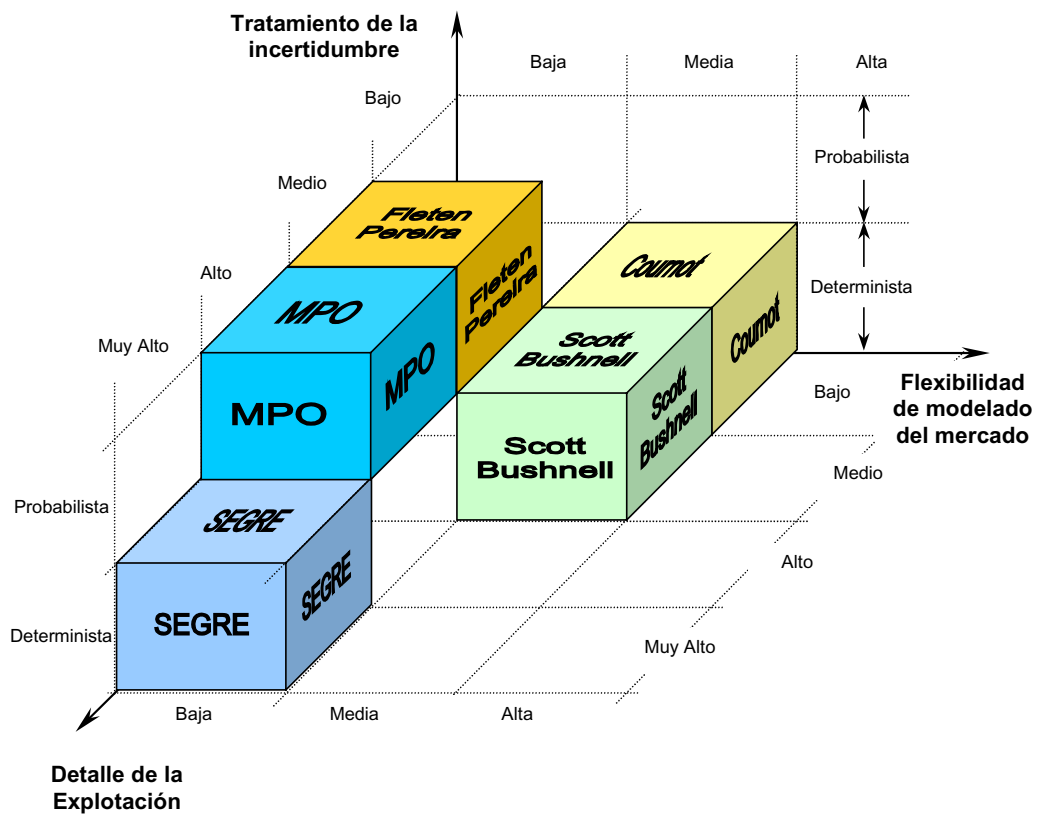 Tratamiento de la
incertidumbre
Baja
Media
Alta
Bajo
Probabilista
Medio
Fleten
Pereira
Alto
Cournot
Fleten
Pereira
Determinista
MPO
Muy Alto
Scott
Bushnell
Cournot
MPO
Flexibilidad
de modelado
del mercado
Bajo
MPO
Scott
Bushnell
Scott
Bushnell
Medio
Probabilista
SEGRE
Alto
SEGRE
SEGRE
Determinista
Muy Alto
Baja
Media
Alta
Detalle de la
Explotación